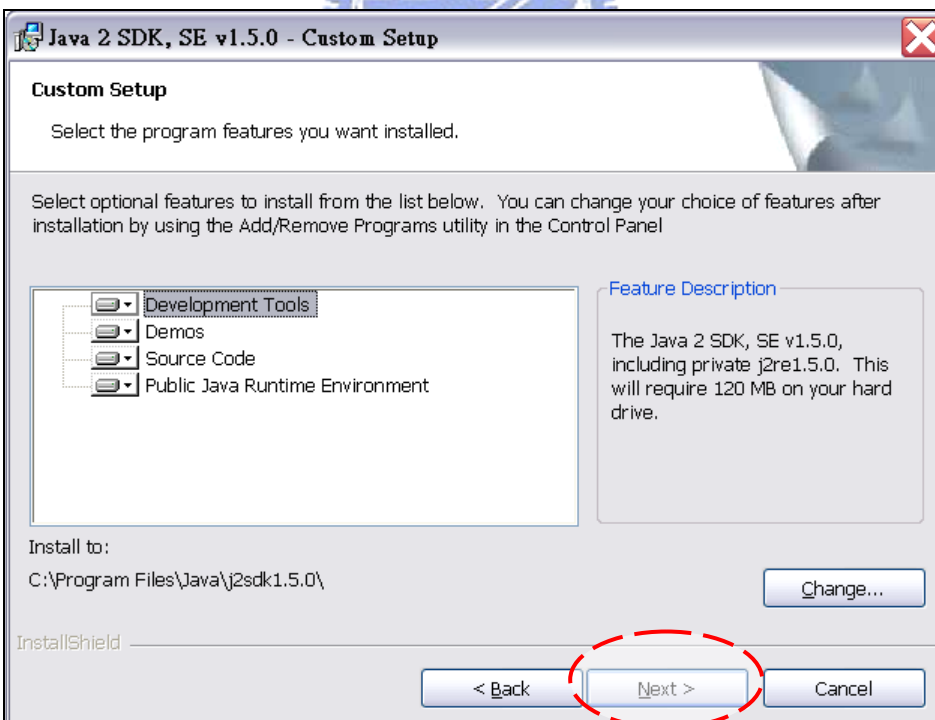 Java 2 SDK, SE v1.5.0 - Custom Setup
Custom Setup
Select the program features you want installed.
Select optional features to install from the list below.  You can change your choice of features after
installation by using the Add/Remove Programs utility in the Control Panel
Development Tools
Demos
Source Code
Public Java Runtime Environment
Feature Description
The Java 2 SDK, SE v1.5.0,
including private j2re1.5.0.  This
will require 120 MB on your hard
drive.
Install to:
C:\Program Files\Java\j2sdk1.5.0\
Change...
InstallShield
< Back
Next >
Cancel